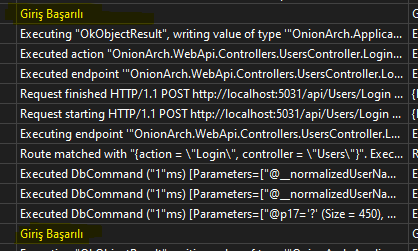 Giriş Başarılı
Executing "OkObjectResult", writing value of type '"OnionArch.Applica...
Executed action "OnionArch.WebApi.Controllers.UsersController.Login...
Executed endpoint '"OnionArch.WebApi.Controllers.UsersController.Lo...
Request finished HTTP/1.1 POST http://localhost:5031/api/Users/Login ...
Request starting HTTP/1.1 POST http://localhost:5031/api/Users/Login ...
Executing endpoint '"OnionArch.WebApi.Controllers.UsersController.L...
Route matched with "{action = \"Login\", controller = \"Users\"}". Exec...
Executed DbCommand ("1"ms) [Parameters=["@__normalizedUserNa...
Executed DbCommand ("1"ms) [Parameters=["@__normalizedUserNa...
Executed DbCommand ("1"ms) [Parameters=["@p17='?' (Size = 450), ...
Giriş Başarılı